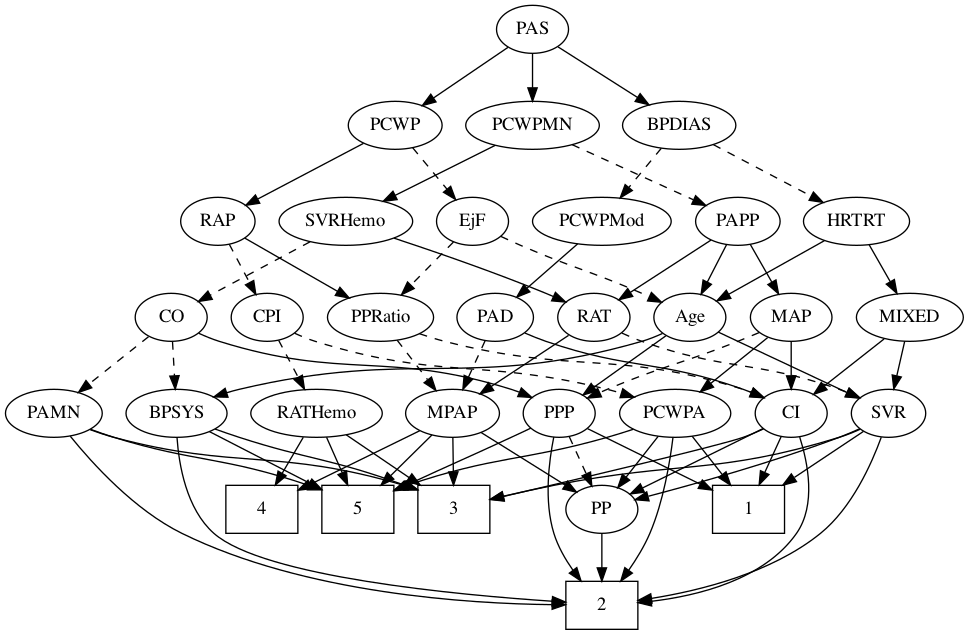 PAS
PCWP
PCWPMN
BPDIAS
RAP
SVRHemo
EjF
PCWPMod
PAPP
HRTRT
CO
CPI
PPRatio
PAD
RAT
Age
MAP
MIXED
PAMN
BPSYS
RATHemo
MPAP
PPP
PCWPA
CI
SVR
4
5
3
PP
1
2